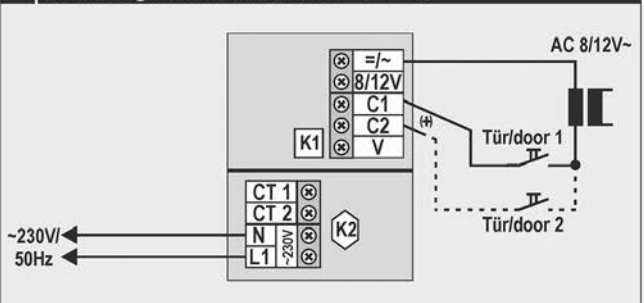 AC 8/12V~
=/~
8/12V
C1
C2
(+)
V
K1
Tür/door 1
Tür/door 2
CT 1
CT 2
N
L1
~230V
K2
~230V/
50Hz